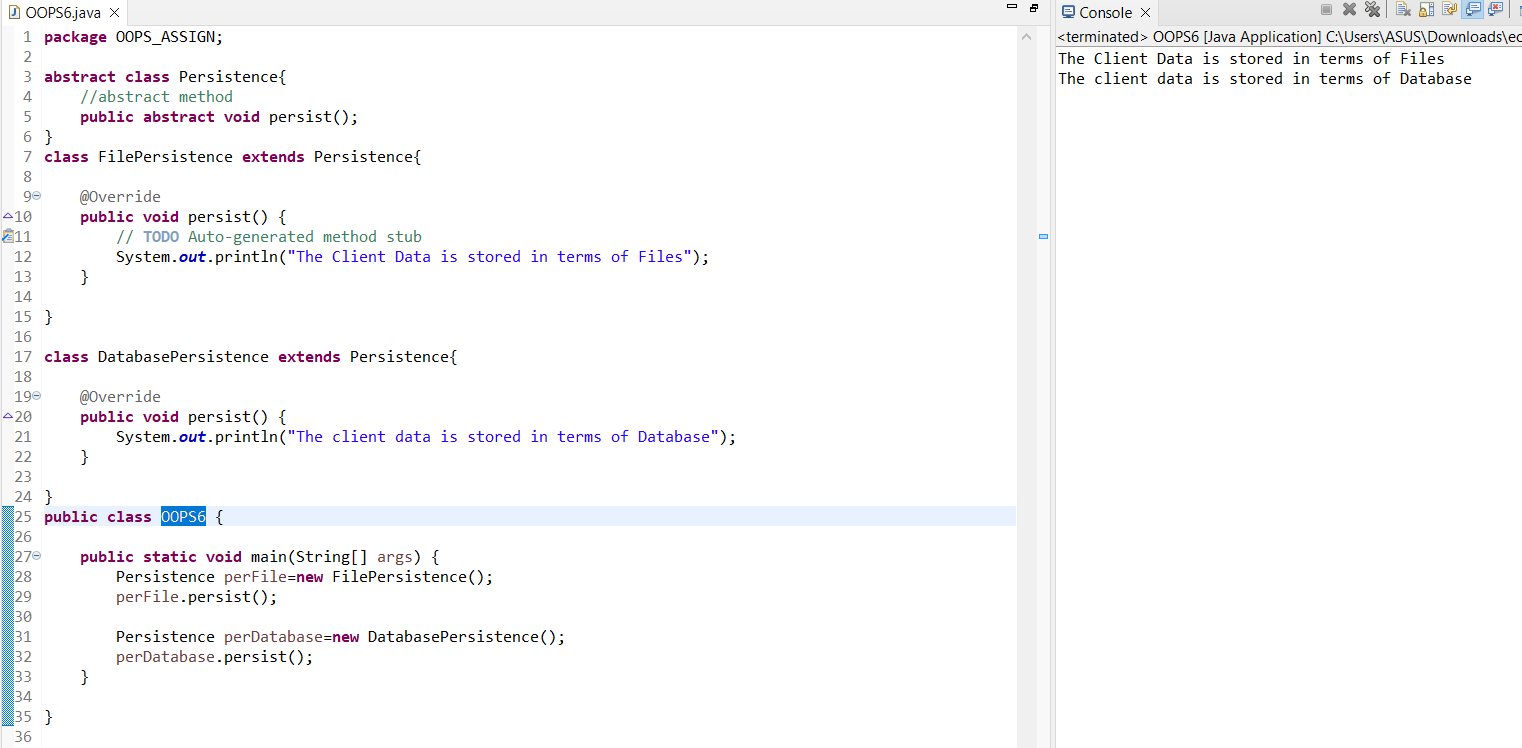 OOPS6.java
1 package OOPS_ASSIGN;
2
3 abstract class Persistence{
4     //abstract method
5     public abstract void persist();
6 }
7 class FilePersistence extends Persistence{
8
9     @Override
10     public void persist() {
11         // TODO Auto-generated method stub
12         System.out.println("The Client Data is stored in terms of Files");
13     }
14
15 }
16
17 class DatabasePersistence extends Persistence{
18
19     @Override
20     public void persist() {
21         System.out.println("The client data is stored in terms of Database");
22     }
23
24 }
25 public class OOPS6 {
26
27     public static void main(String[] args) {
28         Persistence perFile=new FilePersistence();
29         perFile.persist();
30
31         Persistence perDatabase=new DatabasePersistence();
32         perDatabase.persist();
33     }
34
35 }
36
Console
<terminated> OOPS6 [Java Application] C:\Users\ASUS\Downloads\ec
The Client Data is stored in terms of Files
The client data is stored in terms of Database